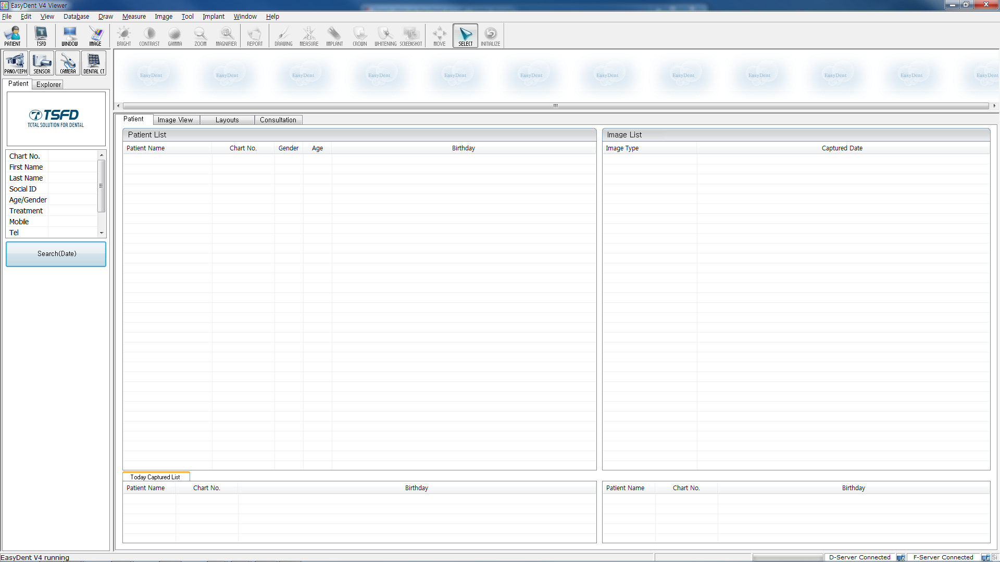 EasyDent V4 Viewer
File Edit View Database Draw Measure Image Tool Implant Window Help
PATIENT TSFD WINDOW IMAGE BRIGHT CONTRAST GAMMA ZOOM MAGNIFIER REPORT DRAWING MEASURE IMPLANT CROWN WHITENING SCREENSHOT MOVE SELECT INITIALIZE
PANO/CEPH SENSOR CAMERA DENTAL CT
EasyDent EasyDent EasyDent EasyDent EasyDent EasyDent EasyDent EasyDent EasyDent EasyDent EasyDent EasyDent
Patient Explorer
TSFD
TOTAL SOLUTION FOR DENTAL
Chart No.
First Name
Last Name
Social ID
Age/Gender
Treatment
Mobile
Tel
Search(Date)
Patient Image View Layouts Consultation
Patient List
Patient Name Chart No. Gender Age Birthday
Image List
Image Type Captured Date
Today Captured List
Patient Name Chart No. Birthday
Patient Name Chart No. Birthday
EasyDent V4 running
D-Server Connected F-Server Connected Si